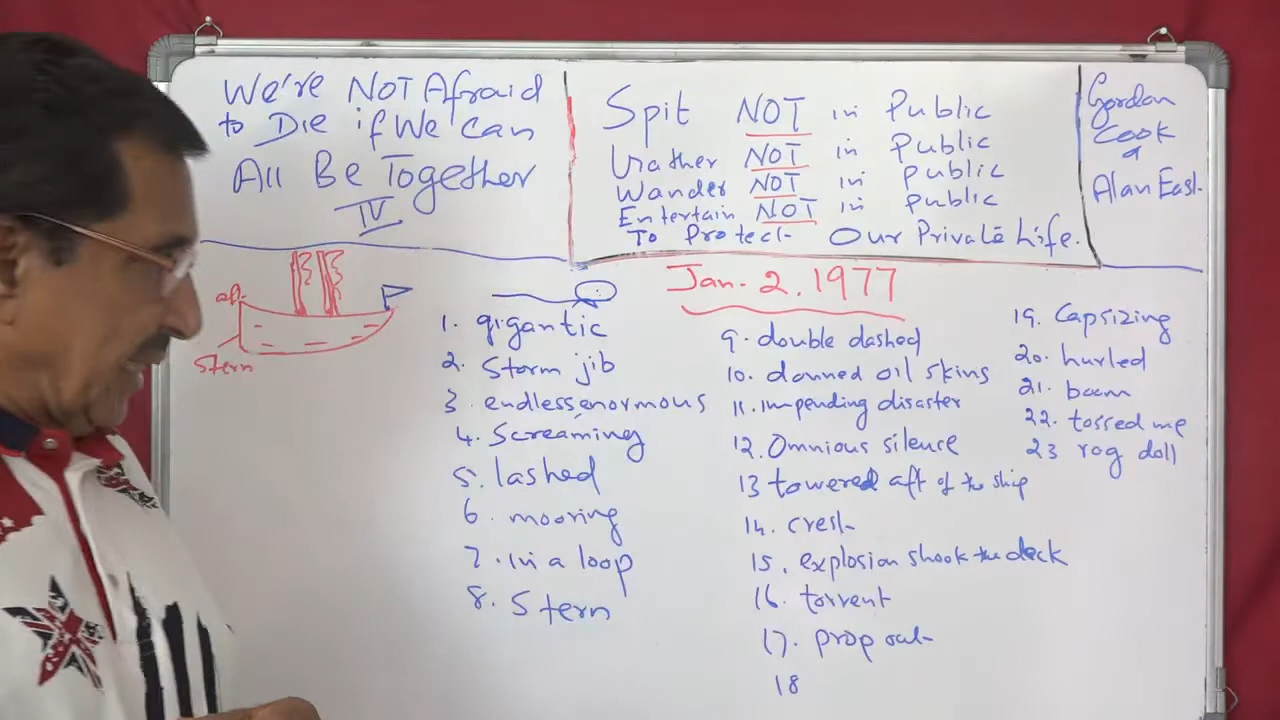 We're NOT Afraid
to Die if We Can
All Be Together
IV
Spit NOT in Public
Urather NOT in Public
Wander NOT in Public
Entertain NOT in Public
To Protect Our Private Life.
Gordon
Cook
&
Alan East.
aft
Stern
Jan. 2. 1977
1. gigantic
2. Storm jib
3 endless, enormous
4. Screaming
5. lashed
6. mooring
7. in a loop
8. Stern
9. double dashed
10. donned oil skins
11. impending disaster
12. Omnious silence
13 towered aft of the ship
14. crest
15. explosion shook the deck
16. torrent
17. prop out
18
19. Capsizing
20. hurled
21. boom
22. tossed me
23 rag doll